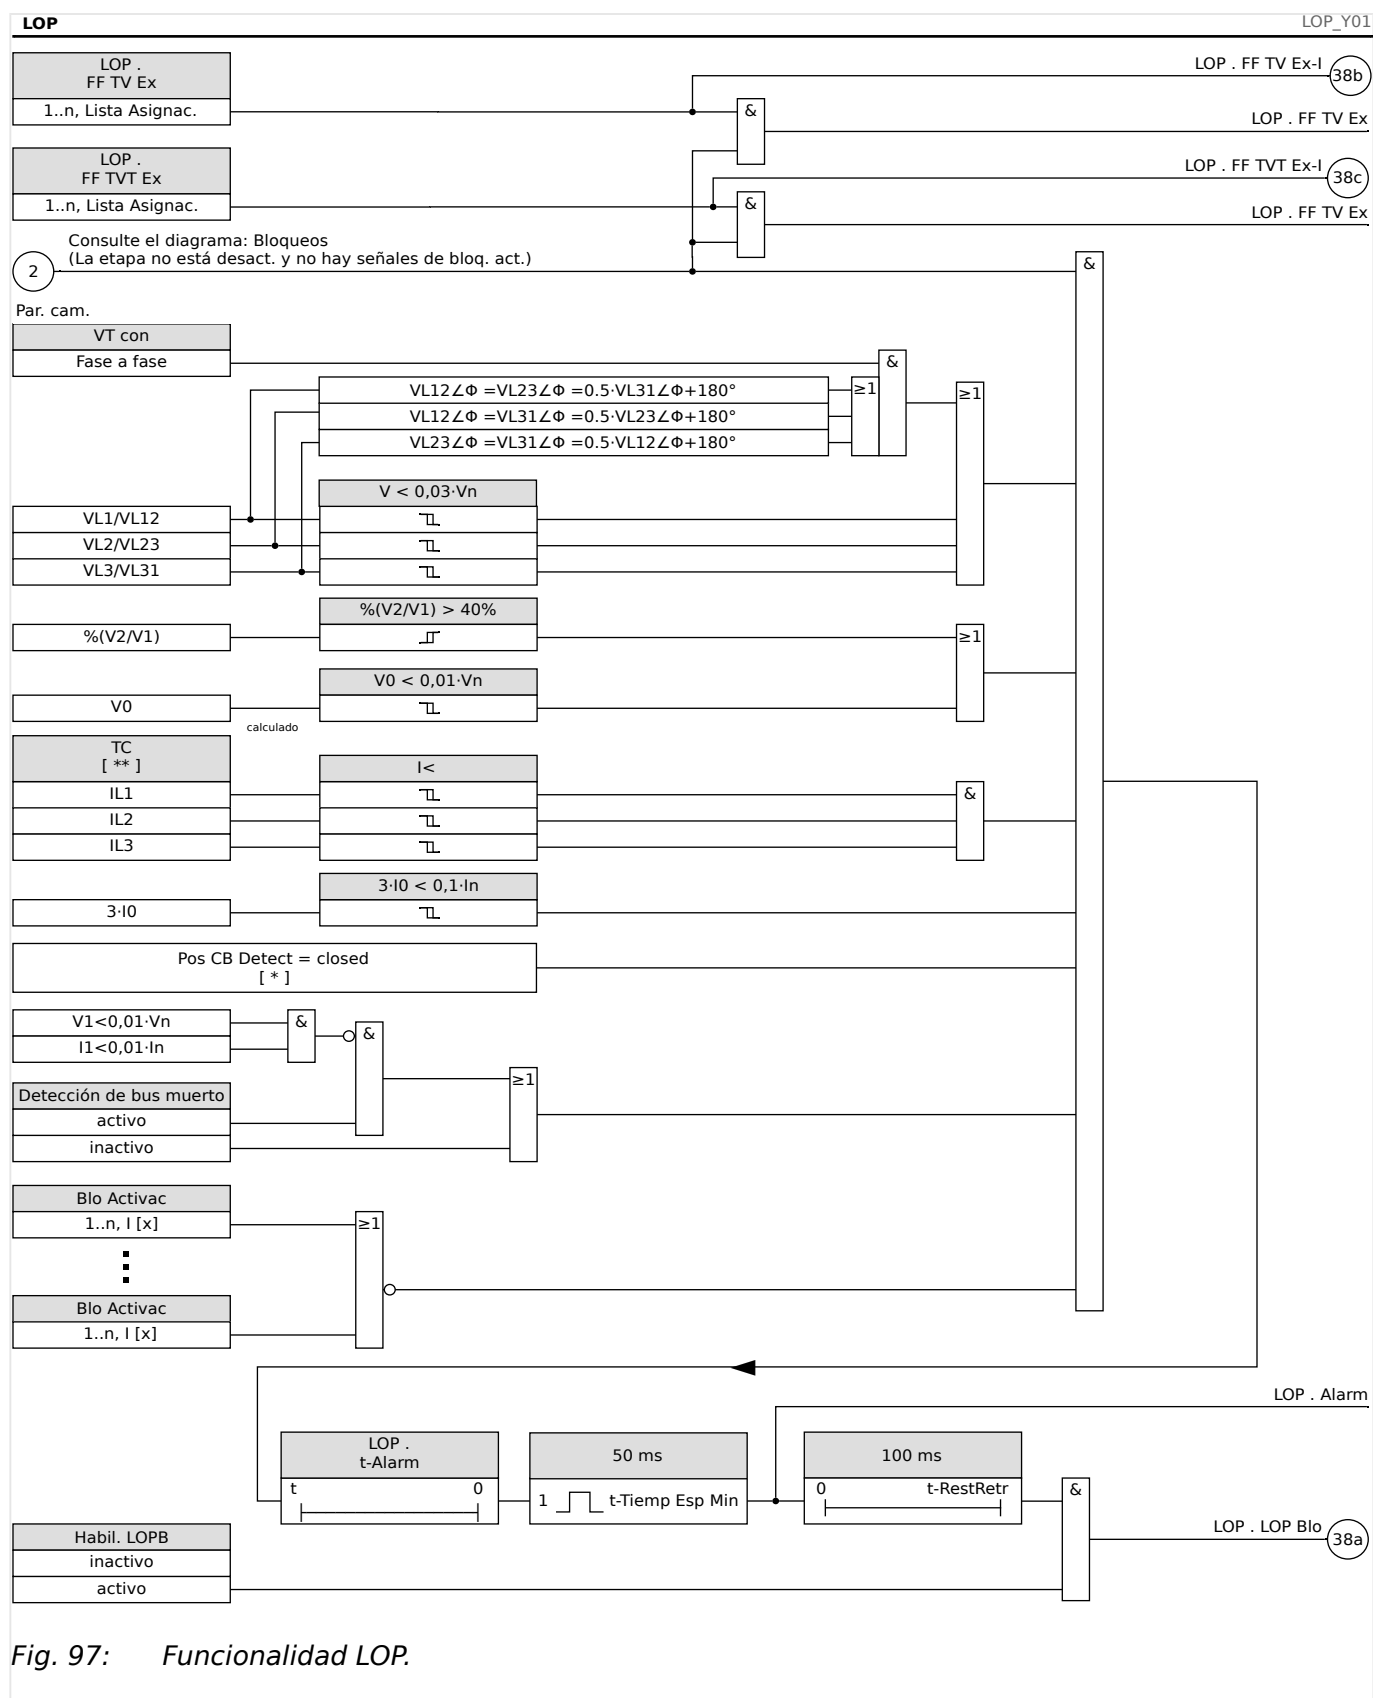 LOP
LOP_Y01
LOP .
FF TV Ex
1..n, Lista Asignac.
LOP . FF TV Ex-I
38b
&
LOP . FF TV Ex
LOP .
FF TVT Ex
1..n, Lista Asignac.
LOP . FF TVT Ex-I
38c
&
LOP . FF TV Ex
Consulte el diagrama: Bloqueos
(La etapa no está desact. y no hay señales de bloq. act.)
2
&
Par. cam.
VT con
Fase a fase
&
VL12∠Φ =VL23∠Φ =0.5·VL31∠Φ+180°
≥1
≥1
VL12∠Φ =VL31∠Φ =0.5·VL23∠Φ+180°
VL23∠Φ =VL31∠Φ =0.5·VL12∠Φ+180°
V < 0,03·Vn
VL1/VL12
VL2/VL23
VL3/VL31
%(V2/V1) > 40%
%(V2/V1)
≥1
V0 < 0,01·Vn
V0
calculado
TC
[ ** ]
I<
IL1
&
IL2
IL3
3·I0 < 0,1·In
3·I0
Pos CB Detect = closed
[ * ]
V1<0,01·Vn
&
&
I1<0,01·In
≥1
Detección de bus muerto
activo
inactivo
Blo Activac
1..n, I [x]
≥1
Blo Activac
1..n, I [x]
LOP . Alarm
LOP .
t-Alarm
50 ms
100 ms
t 0
1 t-Tiemp Esp Min
0 t-RestRetr
&
Habil. LOPB
inactivo
activo
LOP . LOP Blo
38a
Fig. 97: Funcionalidad LOP.